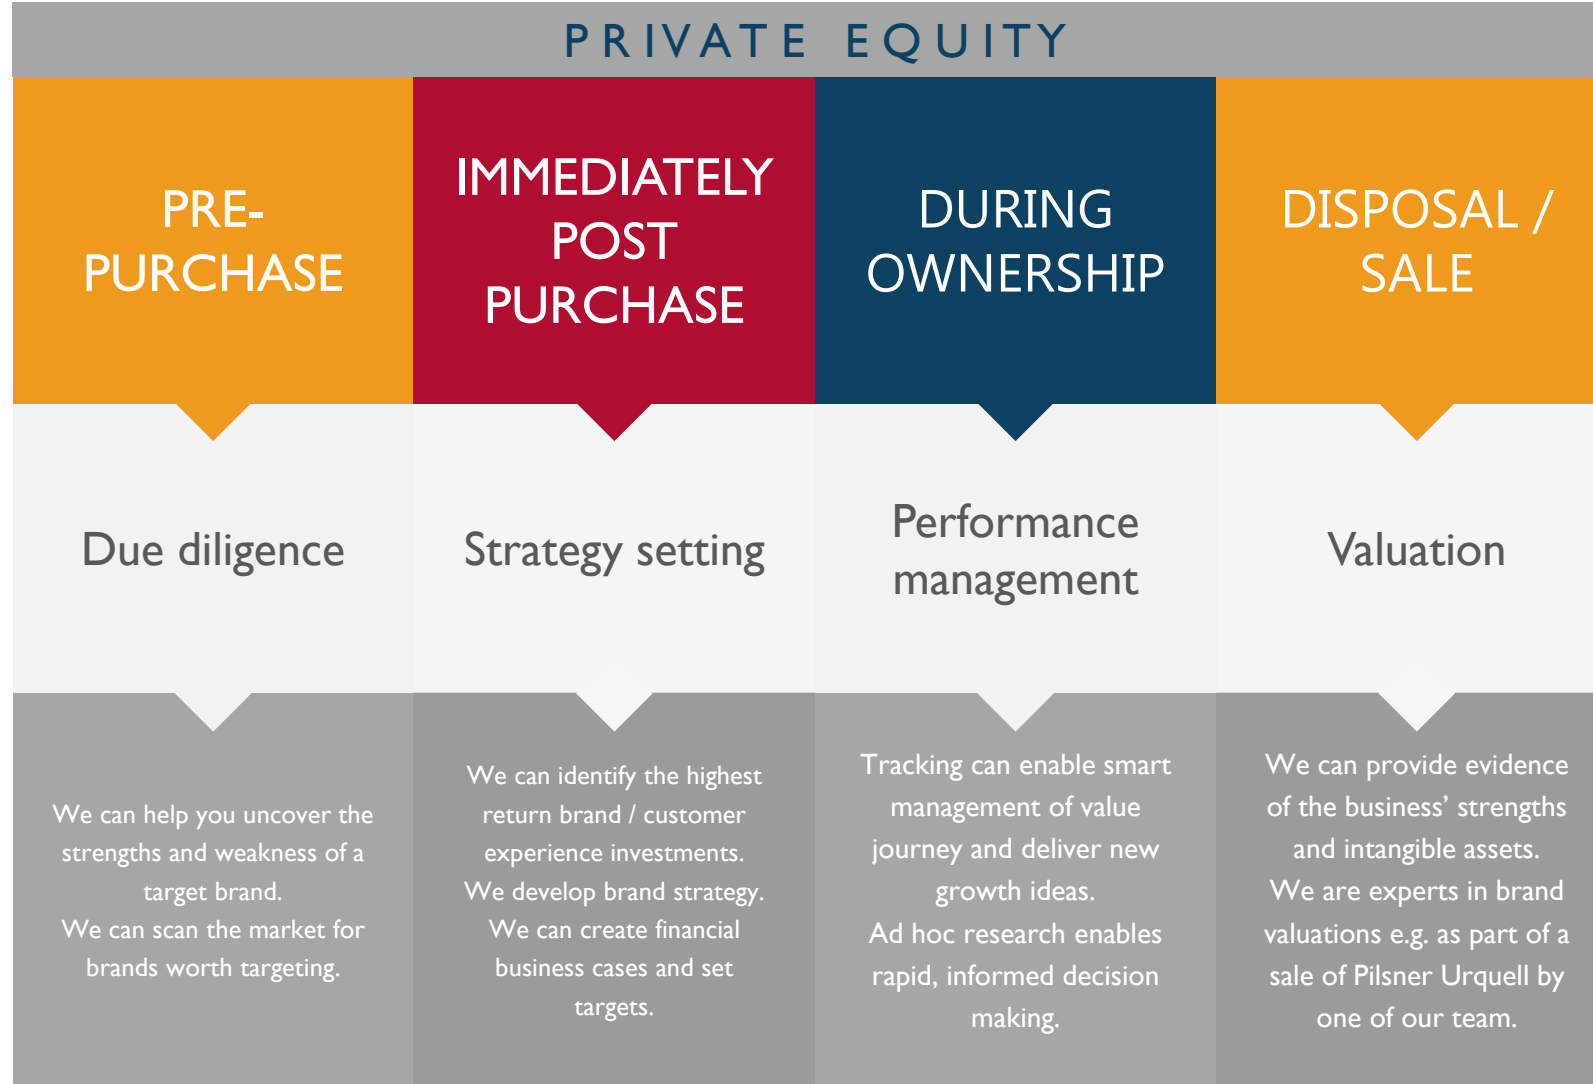 PRIVATE EQUITY
PRE-
PURCHASE
IMMEDIATELY
POST
PURCHASE
DURING
OWNERSHIP
DISPOSAL /
SALE
Due diligence
Strategy setting
Performance
management
Valuation
We can help you uncover the
strengths and weakness of a
target brand.
We can scan the market for
brands worth targeting.
We can identify the highest
return brand / customer
experience investments.
We develop brand strategy.
We can create financial
business cases and set
targets.
Tracking can enable smart
management of value
journey and deliver new
growth ideas.
Ad hoc research enables
rapid, informed decision
making.
We can provide evidence
of the business’ strengths
and intangible assets.
We are experts in brand
valuations e.g. as part of a
sale of Pilsner Urquell by
one of our team.